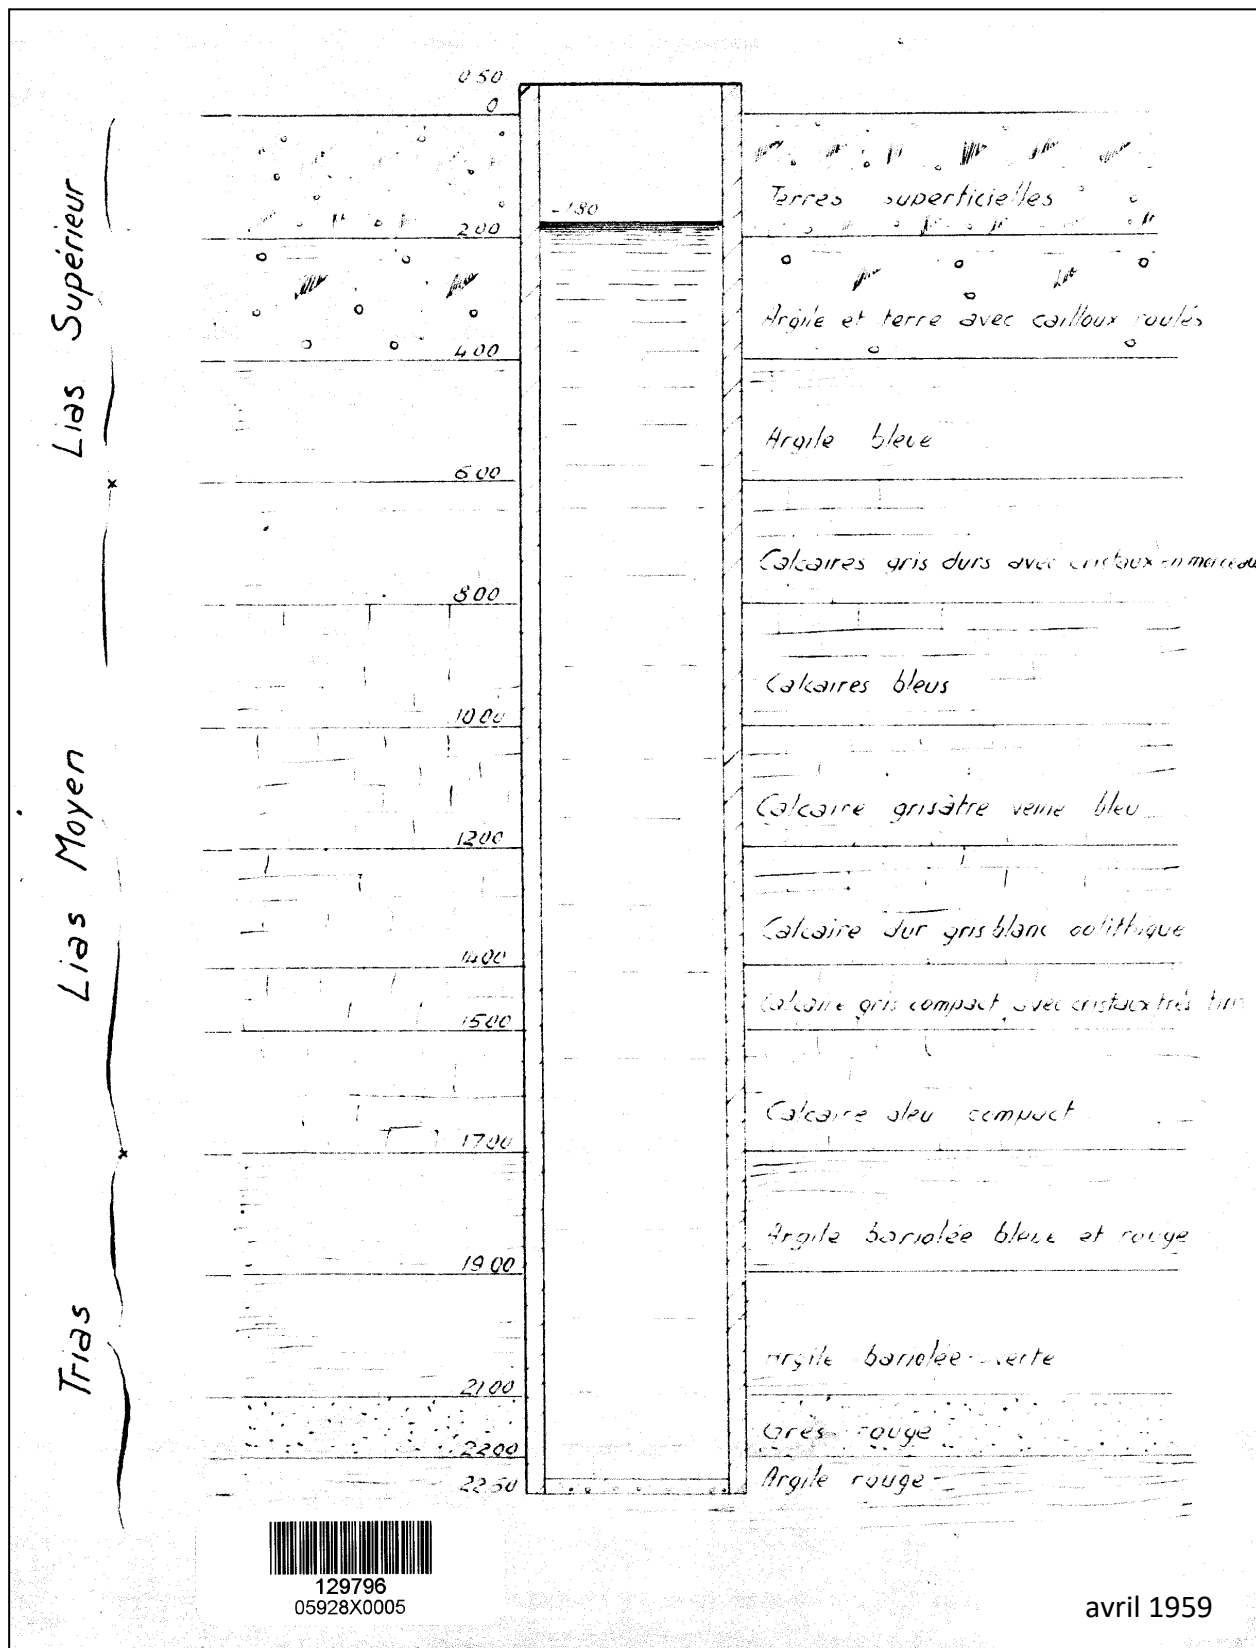 0.50
0
Terres superficielles
-1.80
2.00
Argile et terre avec cailloux roulés
4.00
Argile bleue
6.00
Calcaires gris durs avec cristaux en morceau
8.00
Calcaires bleus
10.00
Calcaire grisâtre veiné bleu
12.00
Calcaire dur gris blanc oolithique
14.00
Calcaire gris compact avec cristaux très fins
15.00
Calcaire bleu compact
17.00
Argile bariolée bleue et rouge
19.00
Argile bariolée verte
21.00
Grès rouge
22.00
Argile rouge
22.50
Lias Supérieur
Lias Moyen
Trias
129796
05928X0005
avril 1959